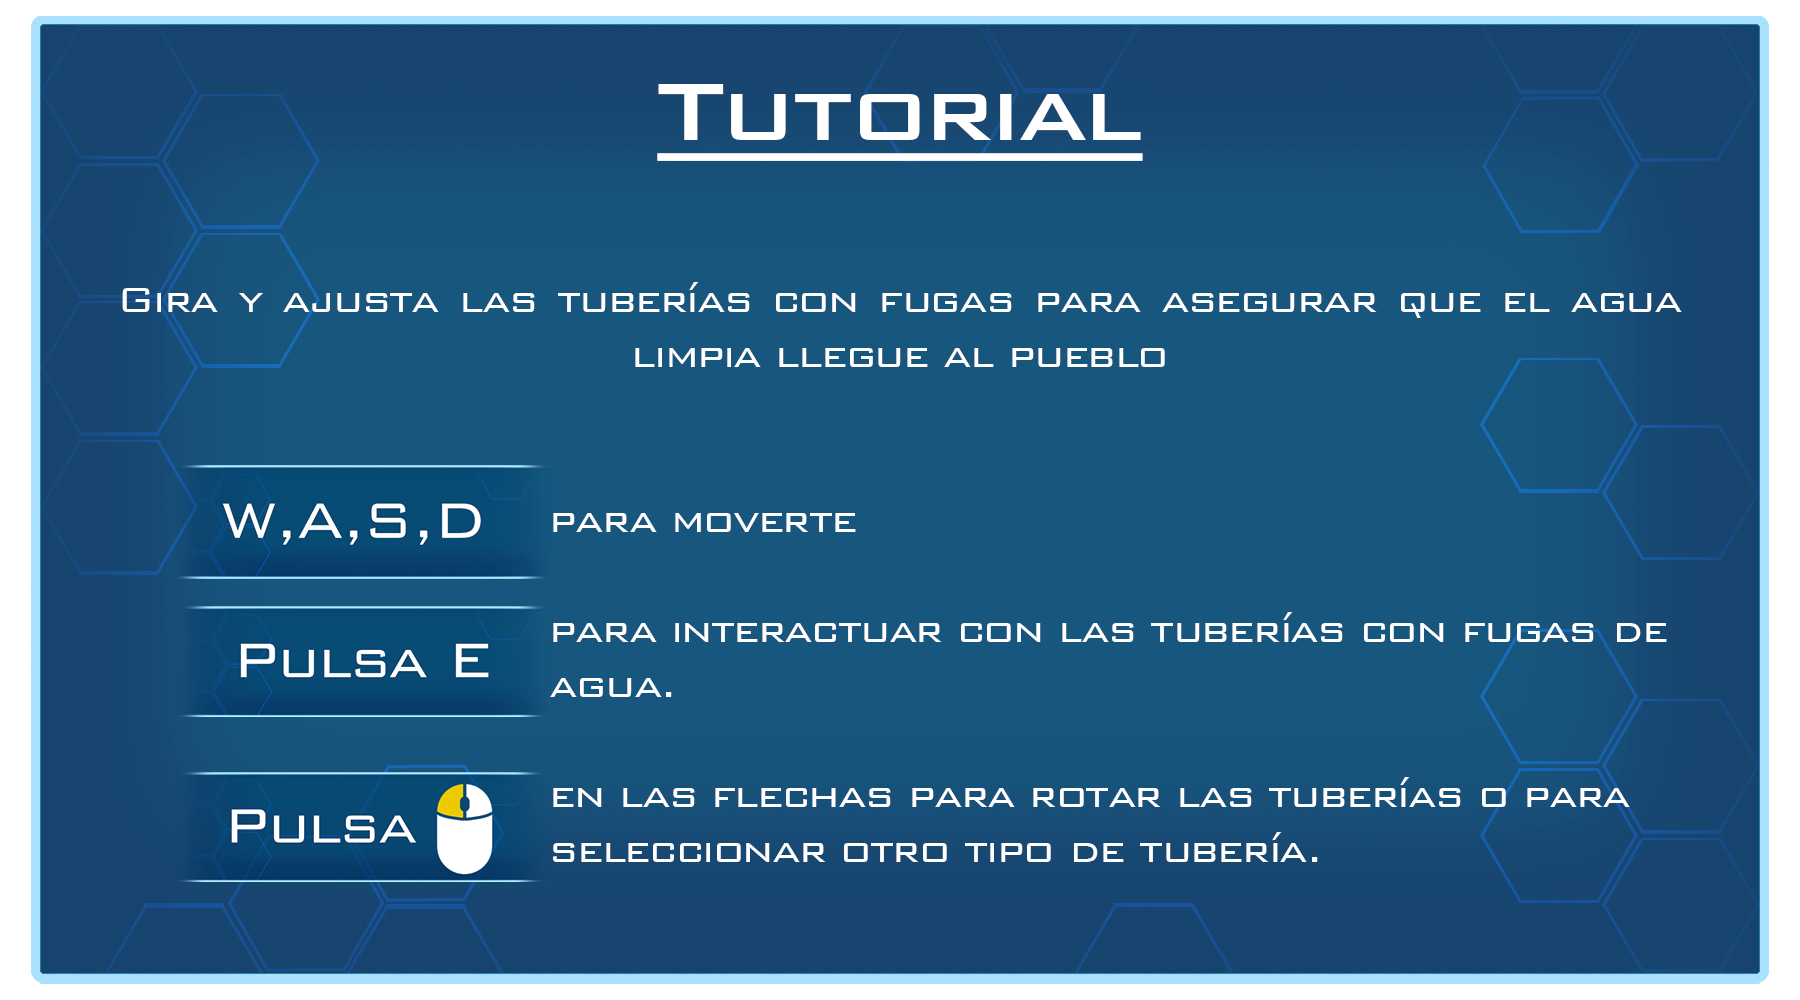 Tutorial
Gira y ajusta las tuberías con fugas para asegurar que el agua
limpia llegue al pueblo
W,A,S,D para moverte
Pulsa E para interactuar con las tuberías con fugas de
agua.
Pulsa en las flechas para rotar las tuberías o para
seleccionar otro tipo de tubería.